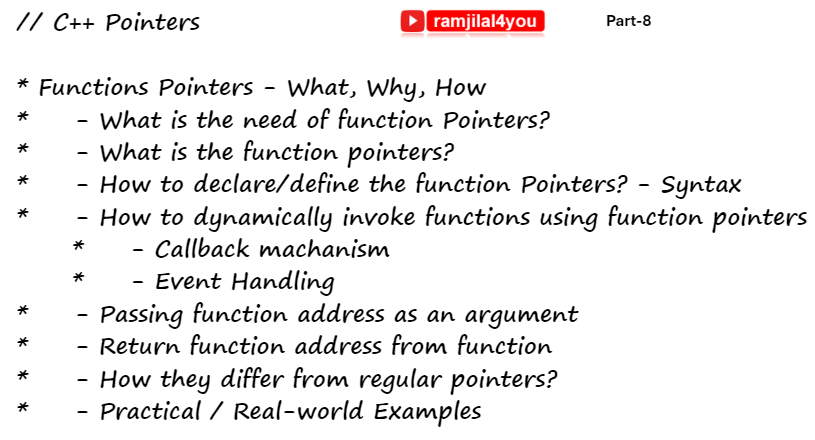 // C++ Pointers ramjilal4you Part-8
* Functions Pointers - What, Why, How
* - What is the need of function Pointers?
* - What is the function pointers?
* - How to declare/define the function Pointers? - Syntax
* - How to dynamically invoke functions using function pointers
* - Callback machanism
* - Event Handling
* - Passing function address as an argument
* - Return function address from function
* - How they differ from regular pointers?
* - Practical / Real-world Examples